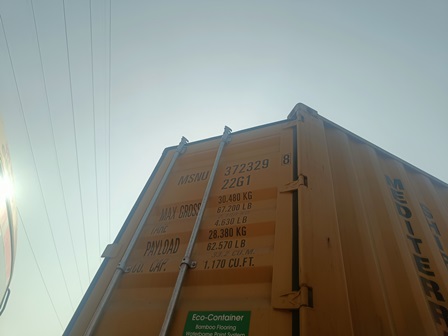 MSNU 372329 8
22G1
MAX GROSS 30.480 KG
67.200 LB
4.630 LB
PAYLOAD 28.380 KG
62.570 LB
CU. CAP.
1.170 CU.FT.
Eco-Container
Bamboo Flooring
Waterborne Paint System
MEDITER